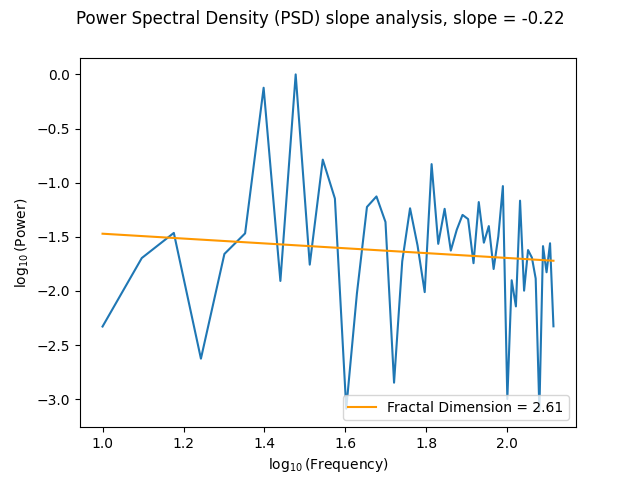 Power Spectral Density (PSD) slope analysis, slope = -0.22
log₁₀ (Power)
0.0
−0.5
−1.0
−1.5
−2.0
−2.5
−3.0
Fractal Dimension = 2.61
1.0 1.2 1.4 1.6 1.8 2.0
log₁₀ (Frequency)